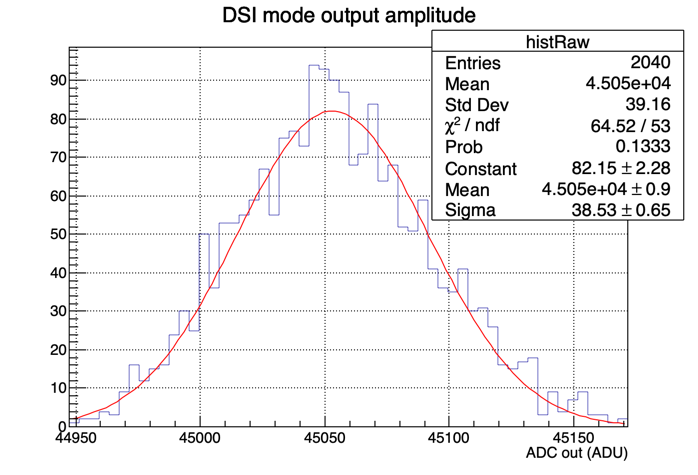 DSI mode output amplitude
histRaw
Entries 2040
Mean 4.505e+04
Std Dev 39.16
χ² / ndf 64.52 / 53
Prob 0.1333
Constant 82.15 ± 2.28
Mean 4.505e+04 ± 0.9
Sigma 38.53 ± 0.65
90
80
70
60
50
40
30
20
10
0
44950 45000 45050 45100 45150
ADC out (ADU)